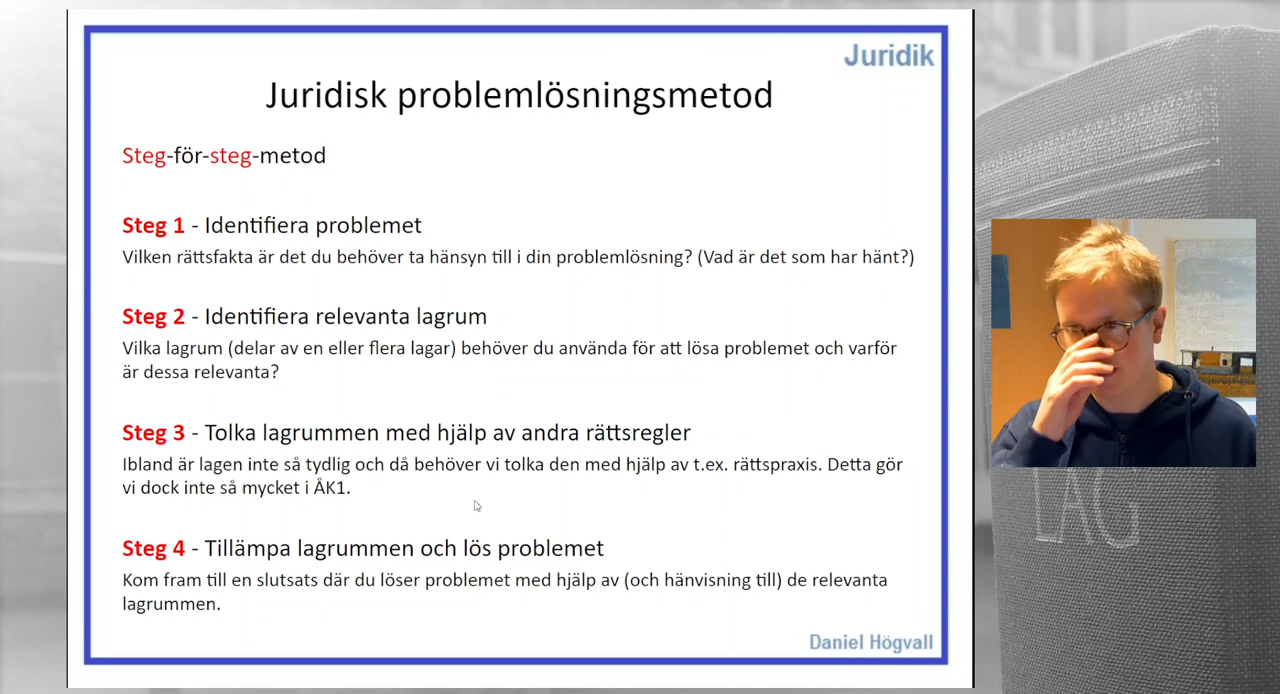 Juridik
Juridisk problemlösningsmetod
Steg-för-steg-metod
Steg 1 - Identifiera problemet
Vilken rättsfakta är det du behöver ta hänsyn till i din problemlösning? (Vad är det som har hänt?)
Steg 2 - Identifiera relevanta lagrum
Vilka lagrum (delar av en eller flera lagar) behöver du använda för att lösa problemet och varför
är dessa relevanta?
Steg 3 - Tolka lagrummen med hjälp av andra rättsregler
Ibland är lagen inte så tydlig och då behöver vi tolka den med hjälp av t.ex. rättspraxis. Detta gör
vi dock inte så mycket i ÅK1.
Steg 4 - Tillämpa lagrummen och lös problemet
Kom fram till en slutsats där du löser problemet med hjälp av (och hänvisning till) de relevanta
lagrummen.
Daniel Högvall
LAG